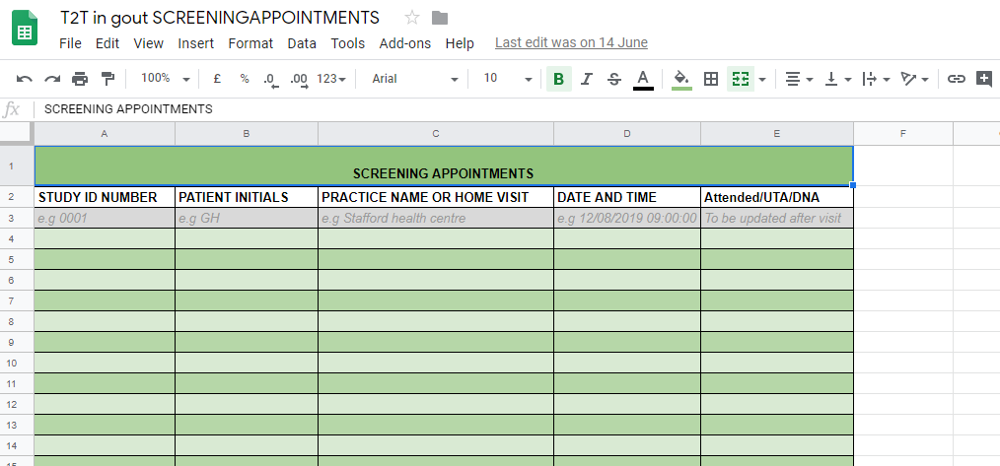 T2T in gout SCREENINGAPPOINTMENTS
File Edit View Insert Format Data Tools Add-ons Help Last edit was on 14 June
100% £ % .0 .00 123 Arial 10 B I S A
fx SCREENING APPOINTMENTS
A B C D E F
1 SCREENING APPOINTMENTS
2 STUDY ID NUMBER PATIENT INITIALS PRACTICE NAME OR HOME VISIT DATE AND TIME Attended/UTA/DNA
3 e.g 0001 e.g GH e.g Stafford health centre e.g 12/08/2019 09:00:00 To be updated after visit
4
5
6
7
8
9
10
11
12
13
14
15